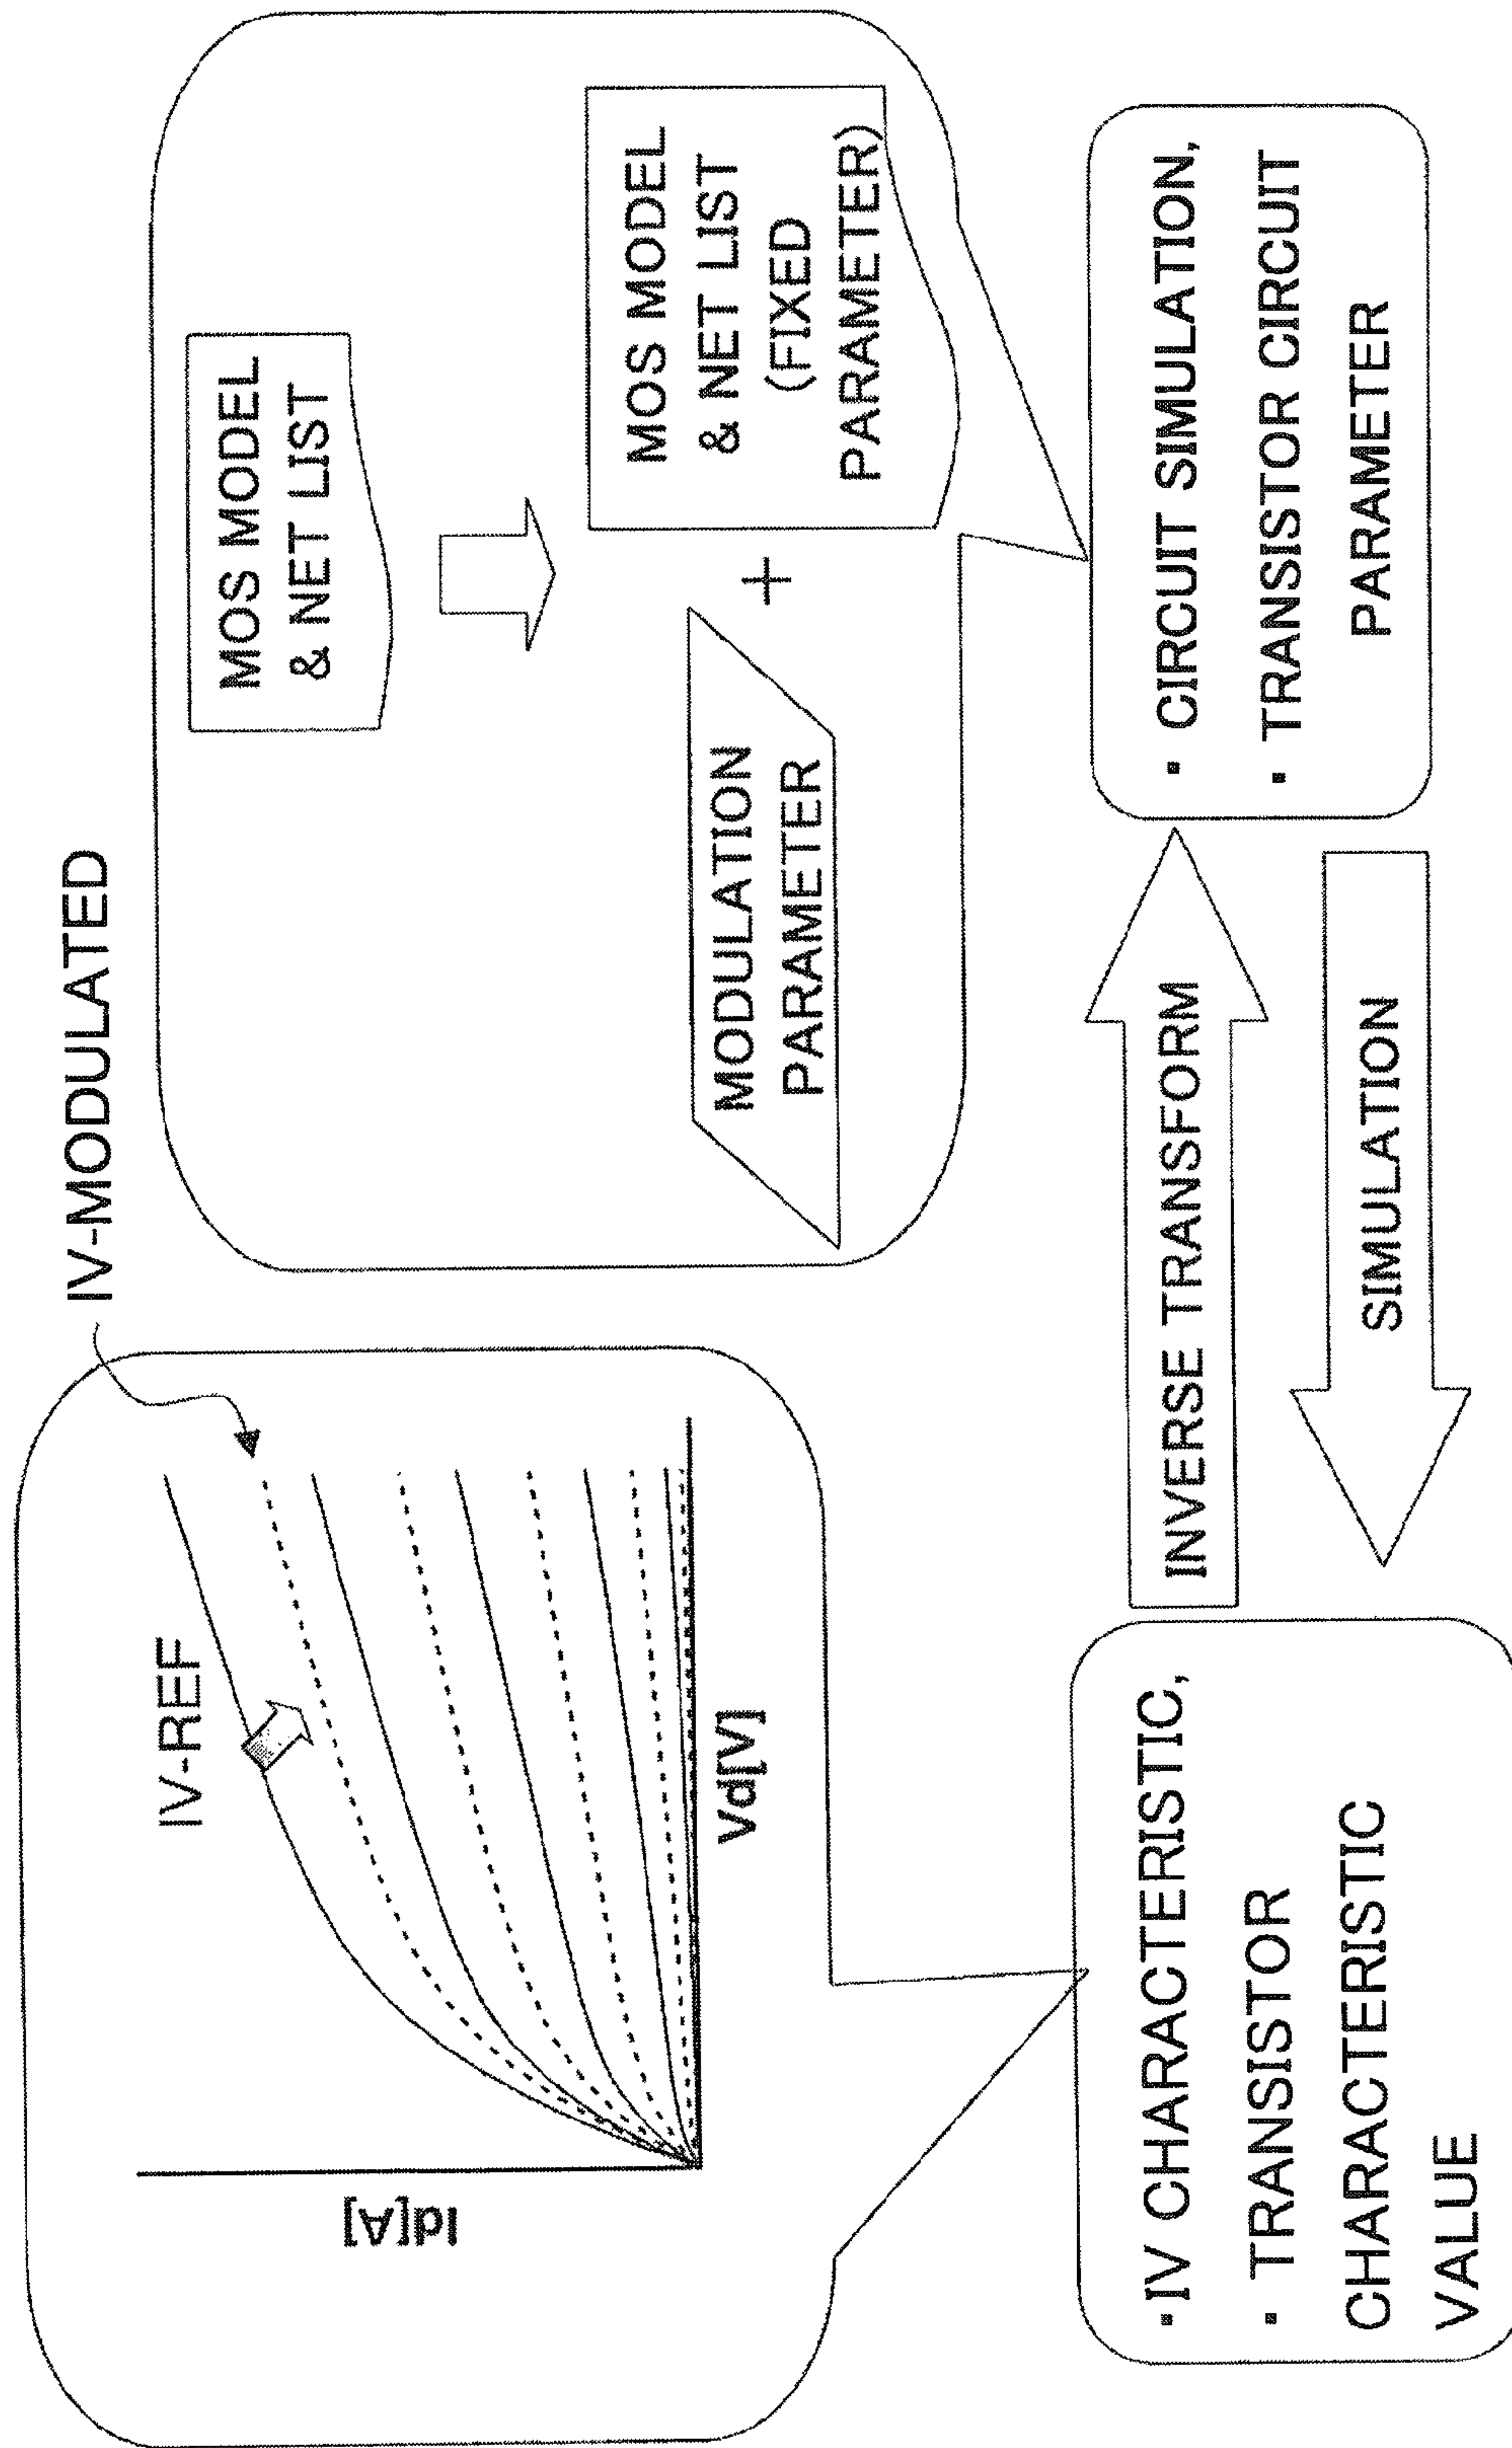 IV-MODULATED
IV-REF
Id[A]
Vd[V]
MOS MODEL
& NET LIST
MODULATION
PARAMETER
+
MOS MODEL
& NET LIST
(FIXED
PARAMETER)
▪IV CHARACTERISTIC,
▪ TRANSISTOR
CHARACTERISTIC
VALUE
INVERSE TRANSFORM
SIMULATION
▪ CIRCUIT SIMULATION,
▪ TRANSISTOR CIRCUIT
PARAMETER